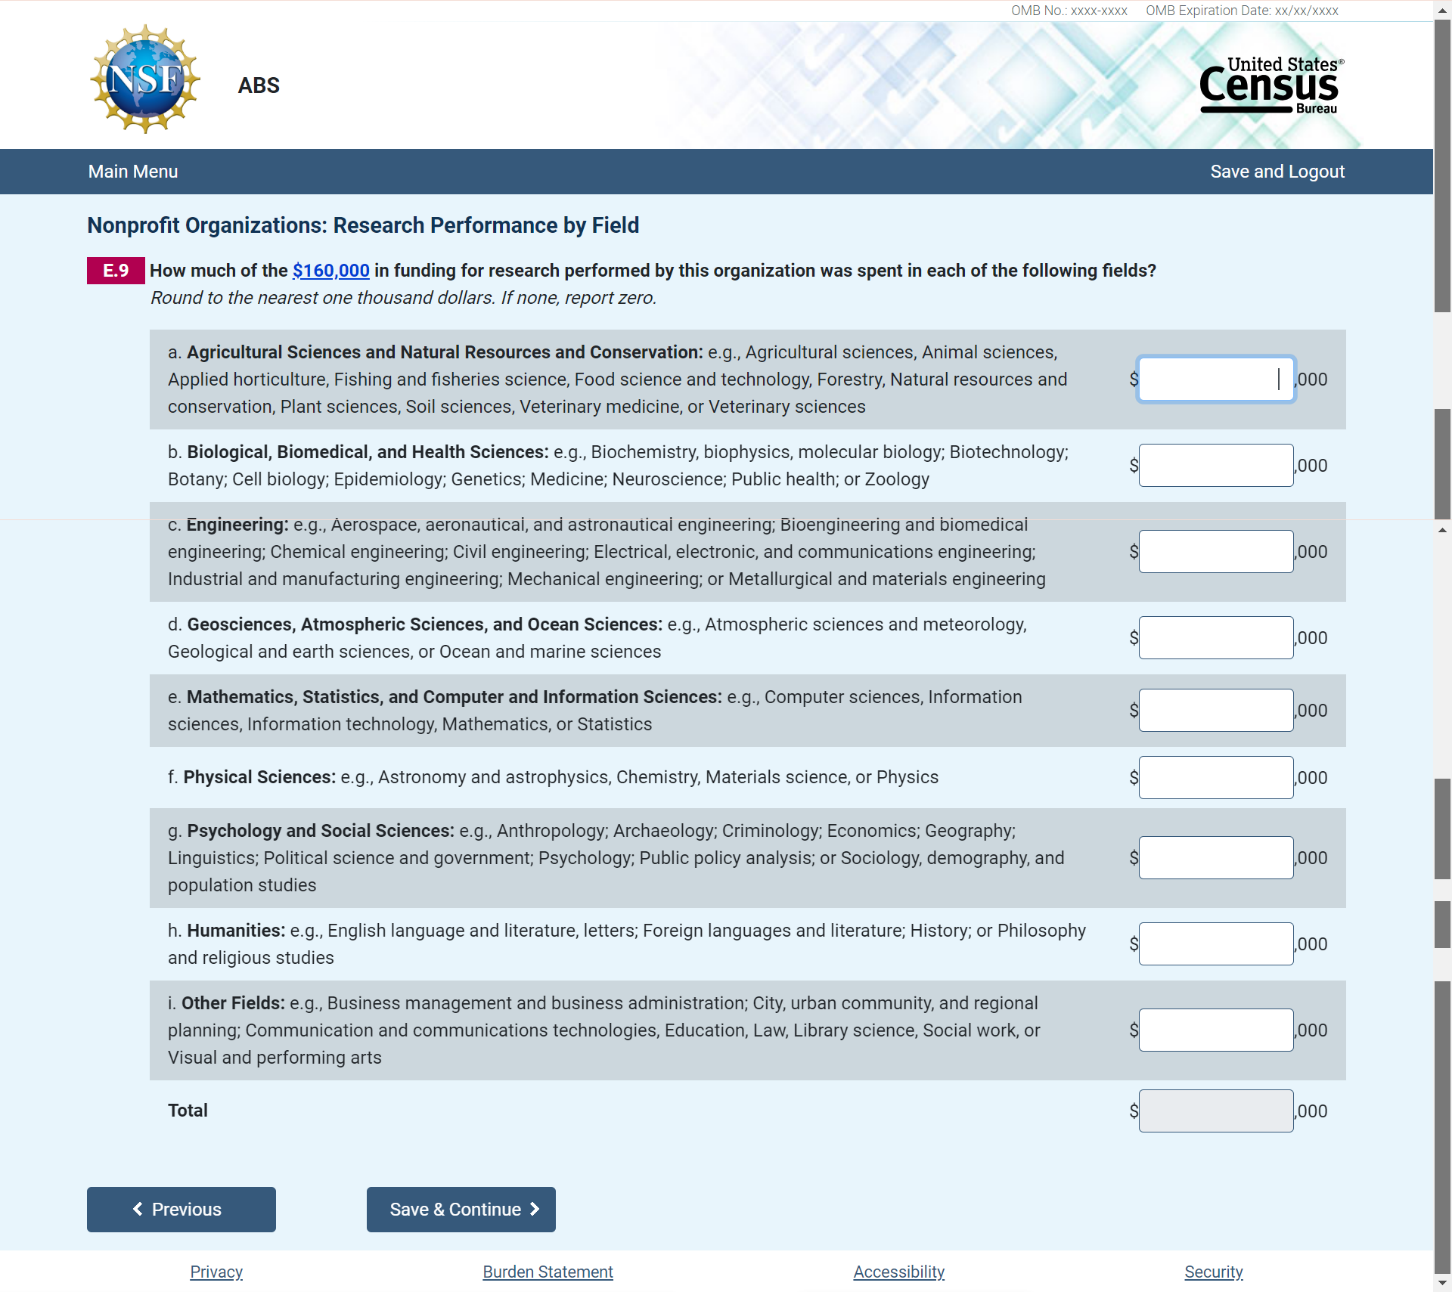 OMB No.: xxxx-xxxx OMB Expiration Date: xx/xx/xxxx
NSF
ABS
United States®
Census
Bureau
Main Menu
Save and Logout
Nonprofit Organizations: Research Performance by Field
E.9 How much of the $160,000 in funding for research performed by this organization was spent in each of the following fields?
Round to the nearest one thousand dollars. If none, report zero.
a. Agricultural Sciences and Natural Resources and Conservation: e.g., Agricultural sciences, Animal sciences,
Applied horticulture, Fishing and fisheries science, Food science and technology, Forestry, Natural resources and
conservation, Plant sciences, Soil sciences, Veterinary medicine, or Veterinary sciences
$ ,000
b. Biological, Biomedical, and Health Sciences: e.g., Biochemistry, biophysics, molecular biology; Biotechnology;
Botany; Cell biology; Epidemiology; Genetics; Medicine; Neuroscience; Public health; or Zoology
$ ,000
c. Engineering: e.g., Aerospace, aeronautical, and astronautical engineering; Bioengineering and biomedical
engineering; Chemical engineering; Civil engineering; Electrical, electronic, and communications engineering;
Industrial and manufacturing engineering; Mechanical engineering; or Metallurgical and materials engineering
$ ,000
d. Geosciences, Atmospheric Sciences, and Ocean Sciences: e.g., Atmospheric sciences and meteorology,
Geological and earth sciences, or Ocean and marine sciences
$ ,000
e. Mathematics, Statistics, and Computer and Information Sciences: e.g., Computer sciences, Information
sciences, Information technology, Mathematics, or Statistics
$ ,000
f. Physical Sciences: e.g., Astronomy and astrophysics, Chemistry, Materials science, or Physics
$ ,000
g. Psychology and Social Sciences: e.g., Anthropology; Archaeology; Criminology; Economics; Geography;
Linguistics; Political science and government; Psychology; Public policy analysis; or Sociology, demography, and
population studies
$ ,000
h. Humanities: e.g., English language and literature, letters; Foreign languages and literature; History; or Philosophy
and religious studies
$ ,000
i. Other Fields: e.g., Business management and business administration; City, urban community, and regional
planning; Communication and communications technologies, Education, Law, Library science, Social work, or
Visual and performing arts
$ ,000
Total
$ ,000
Previous
Save & Continue
Privacy
Burden Statement
Accessibility
Security